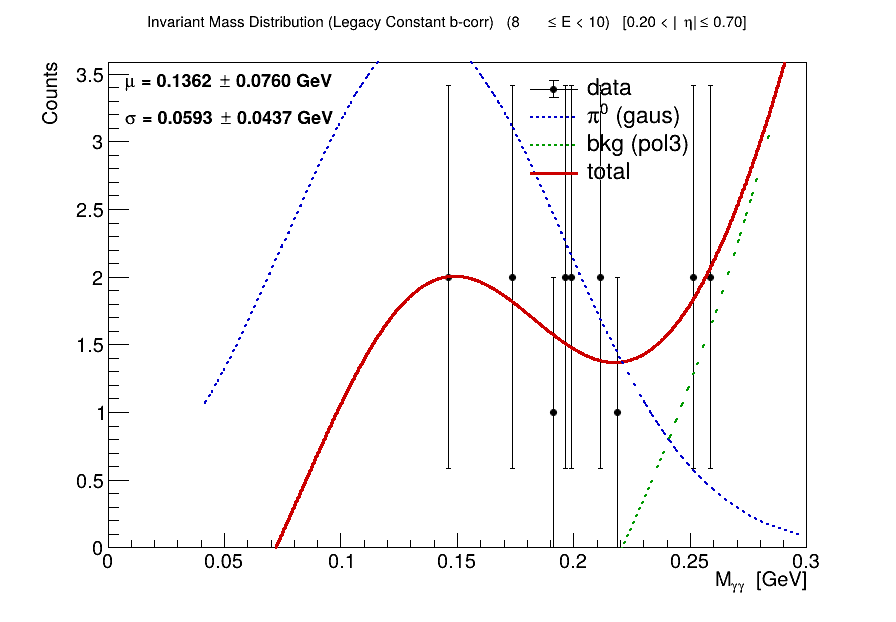 Invariant Mass Distribution (Legacy Constant b-corr) (8 ≤ E < 10) [0.20 < | η| ≤ 0.70]
Counts
μ = 0.1362 ± 0.0760 GeV
σ = 0.0593 ± 0.0437 GeV
data
π⁰ (gaus)
bkg (pol3)
total
3.5
3
2.5
2
1.5
1
0.5
0
0 0.05 0.1 0.15 0.2 0.25 0.3
Mγγ [GeV]